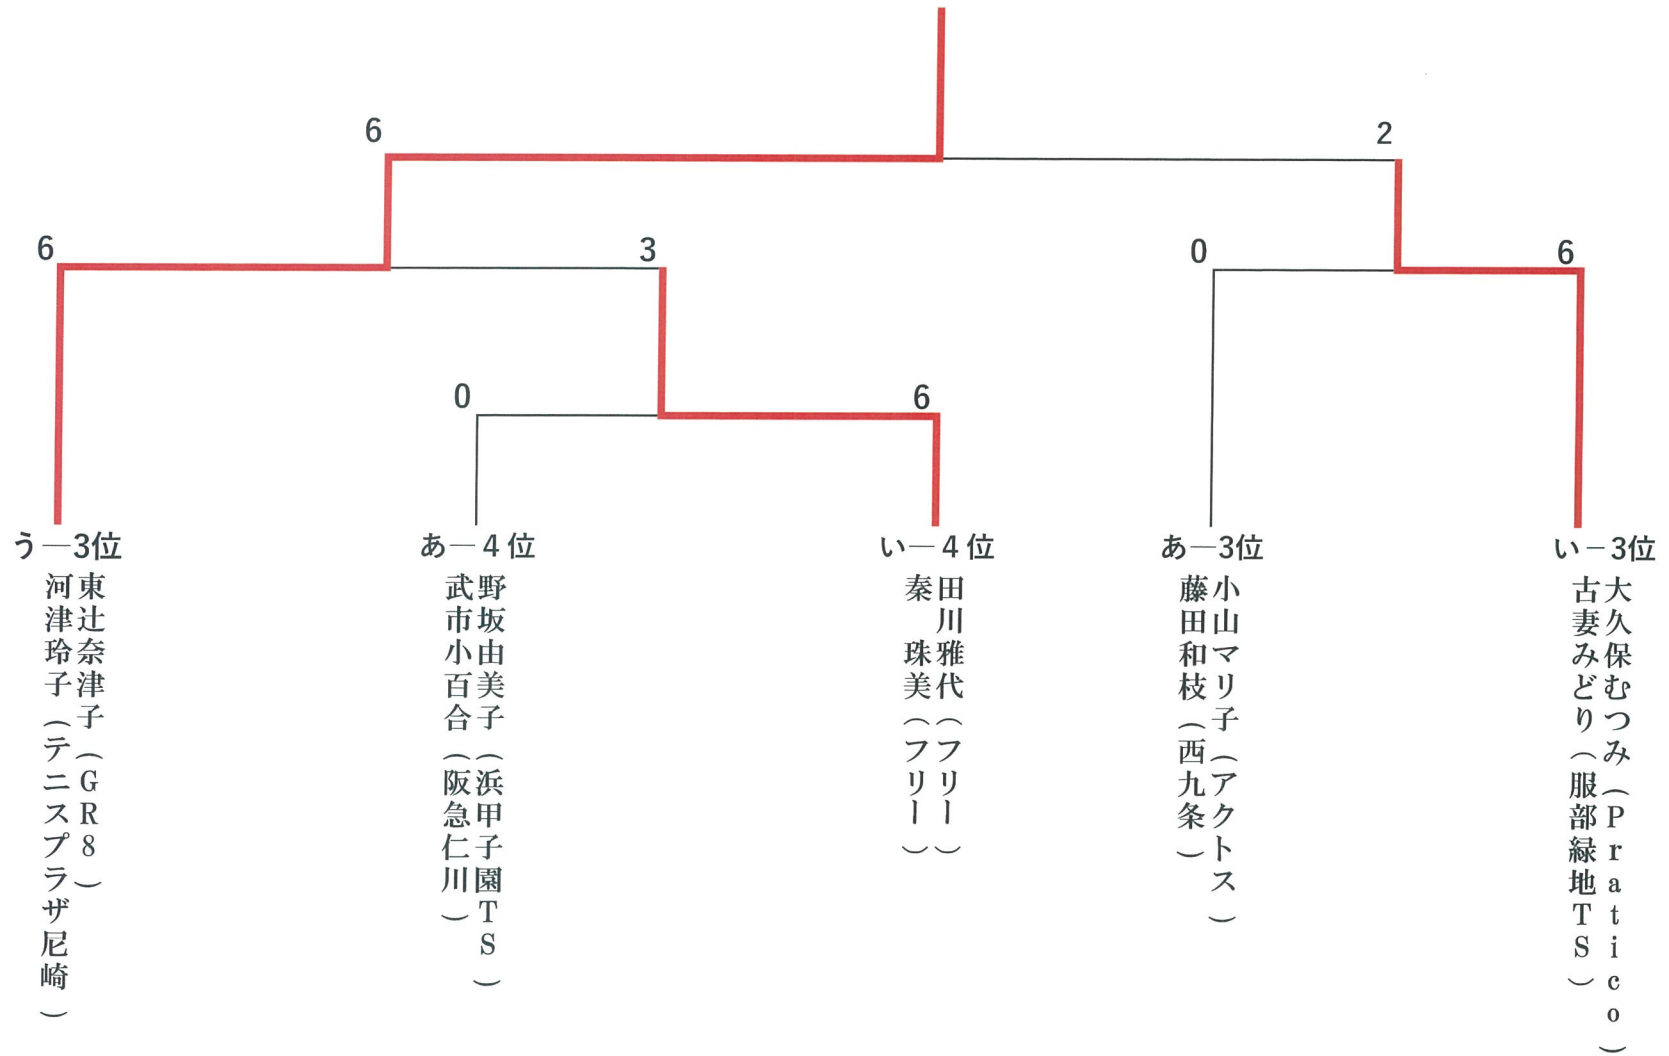 6
2
6
3
0
6
0
6
う―3位
あ―4位
い―4位
あ―3位
い－3位
東辻奈津子（GR8）
河津玲子（テニスプラザ尼崎）
野坂由美子（浜甲子園TS）
武市小百合（阪急仁川）
田川雅代（フリー）
秦　珠美（フリー）
小山マリ子（アクトス）
藤田和枝（西九条）
大久保むつみ（Pratico）
古妻みどり（服部緑地TS）